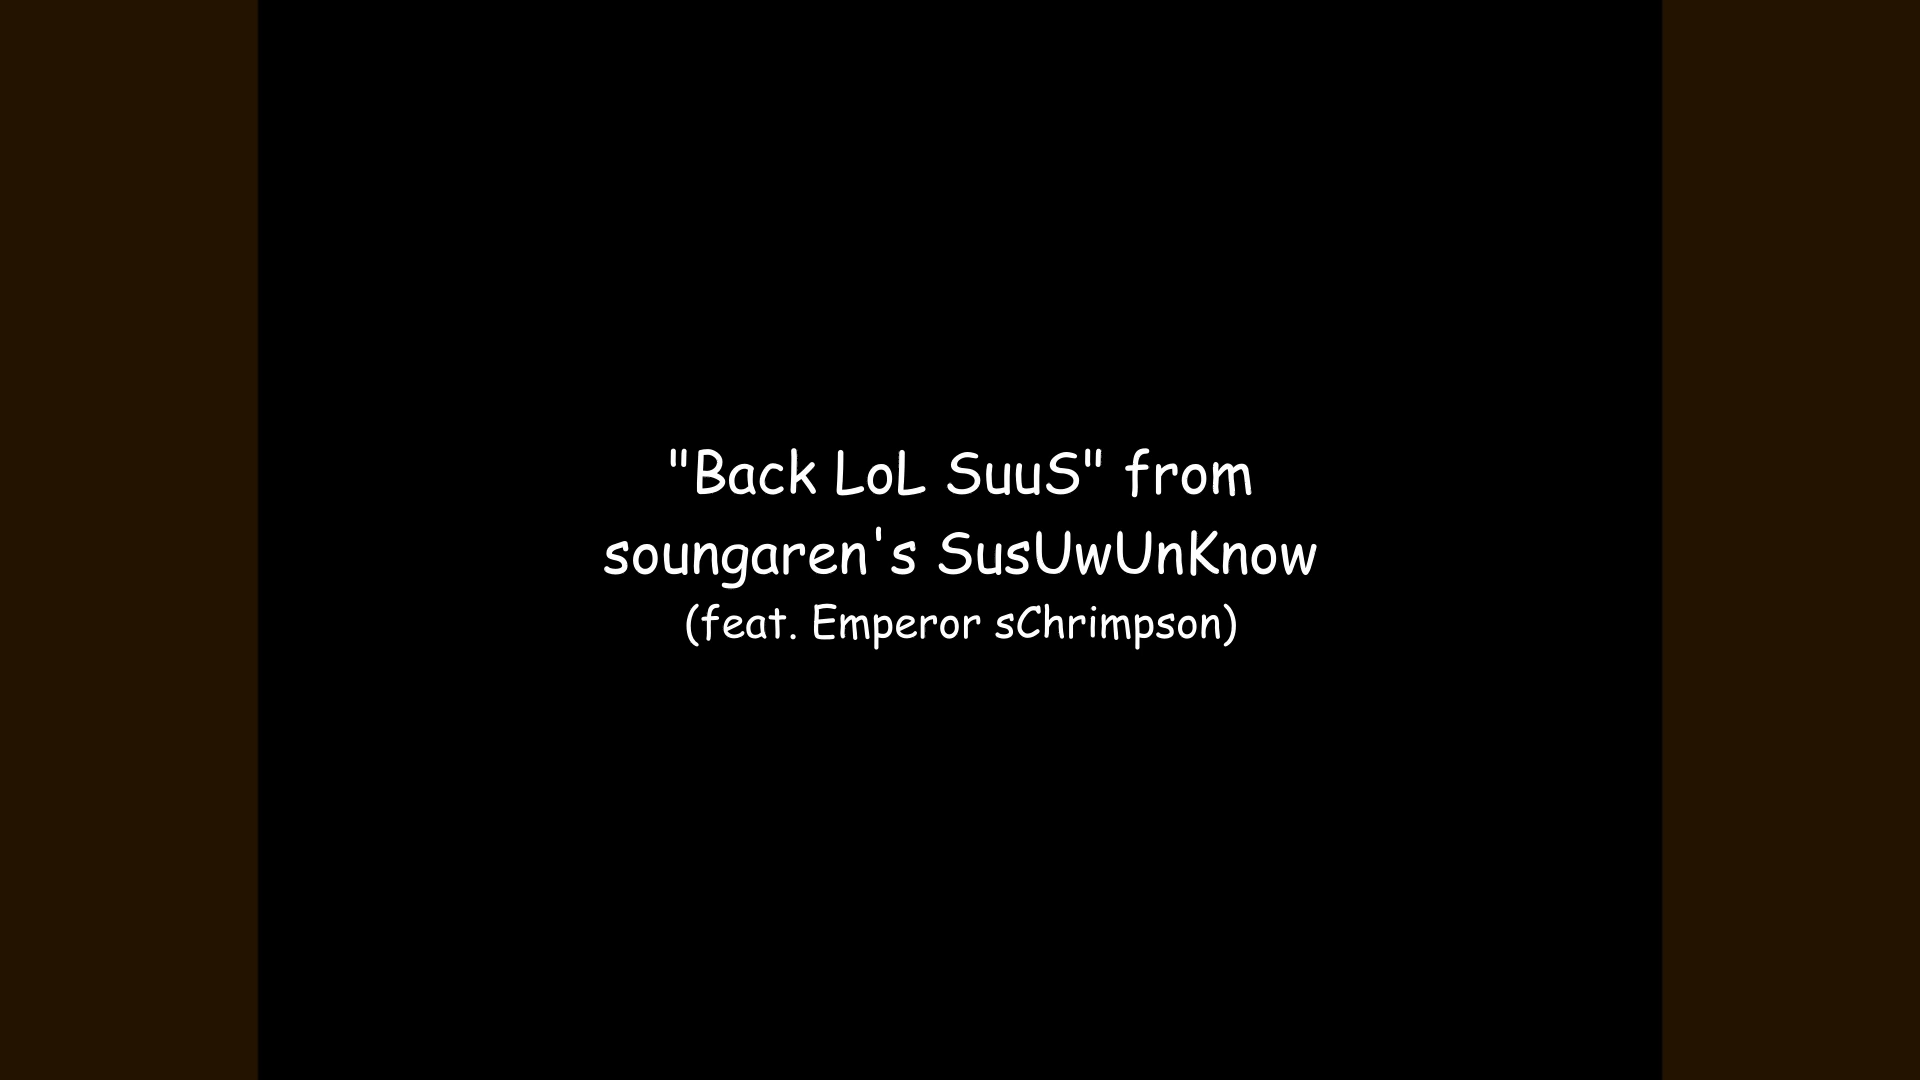 "Back LoL SuuS" from
soungaren's SusUwUnKnow
(feat. Emperor sChrimpson)